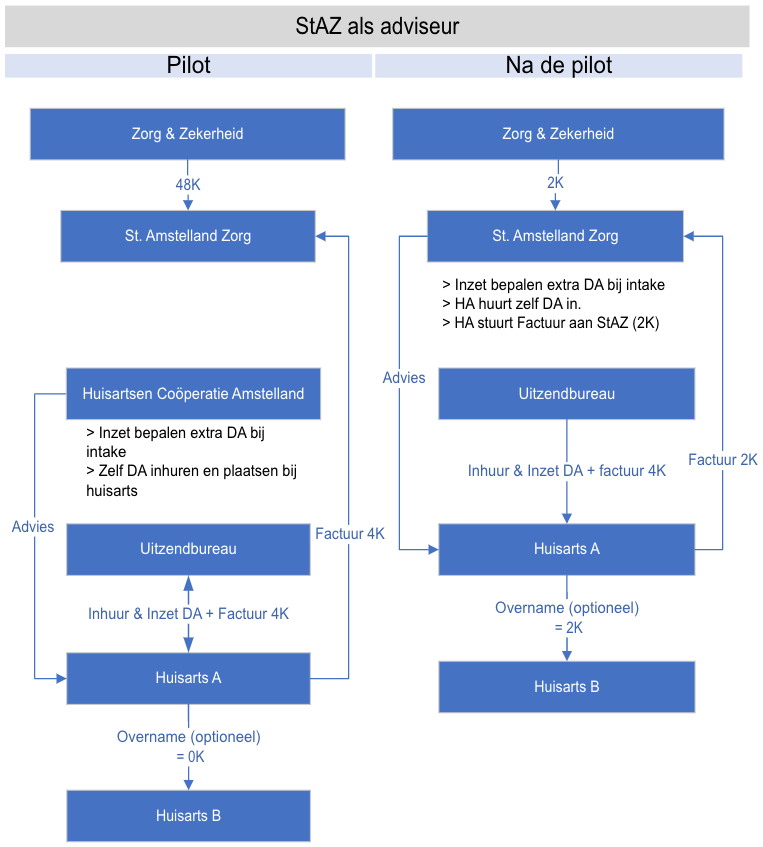 StAZ als adviseur
Pilot
Zorg & Zekerheid
48K
St. Amstelland Zorg
Huisartsen Coöperatie Amstelland
> Inzet bepalen extra DA bij
intake
> Zelf DA inhuren en plaatsen bij
huisarts
Advies
Factuur 4K
Uitzendbureau
Inhuur & Inzet DA + Factuur 4K
Huisarts A
Overname (optioneel)
= 0K
Huisarts B
Na de pilot
Zorg & Zekerheid
2K
St. Amstelland Zorg
> Inzet bepalen extra DA bij intake
> HA huurt zelf DA in.
> HA stuurt Factuur aan StAZ (2K)
Advies
Uitzendbureau
Factuur 2K
Inhuur & Inzet DA + factuur 4K
Huisarts A
Overname (optioneel)
= 2K
Huisarts B